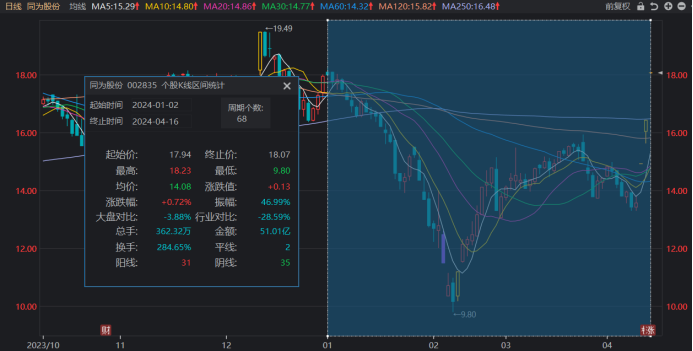 日线 同为股份 均线 MA5:15.29↑ MA10:14.80↑ MA20:14.86↑ MA30:14.77↑ MA60:14.32↑ MA120:15.82↑ MA250:16.48↑ 前复权
19.49
18.00 18.00
同为股份 002835 个股K线区间统计
起始时间 2024-01-02 周期个数:
终止时间 2024-04-16 68
16.00 16.00
起始价: 17.94 终止价: 18.07
最高: 18.23 最低: 9.80
均价: 14.08 涨跌值: +0.13
14.00 14.00
涨跌幅: +0.72% 振幅: 46.99%
大盘对比: -3.88% 行业对比: -28.59%
总手: 362.32万 金额: 51.01亿
换手: 284.65% 平线: 2
12.00 12.00
阳线: 31 阴线: 35
10.00 10.00
9.80
财 涨
2023/10 11 12 01 02 03 04